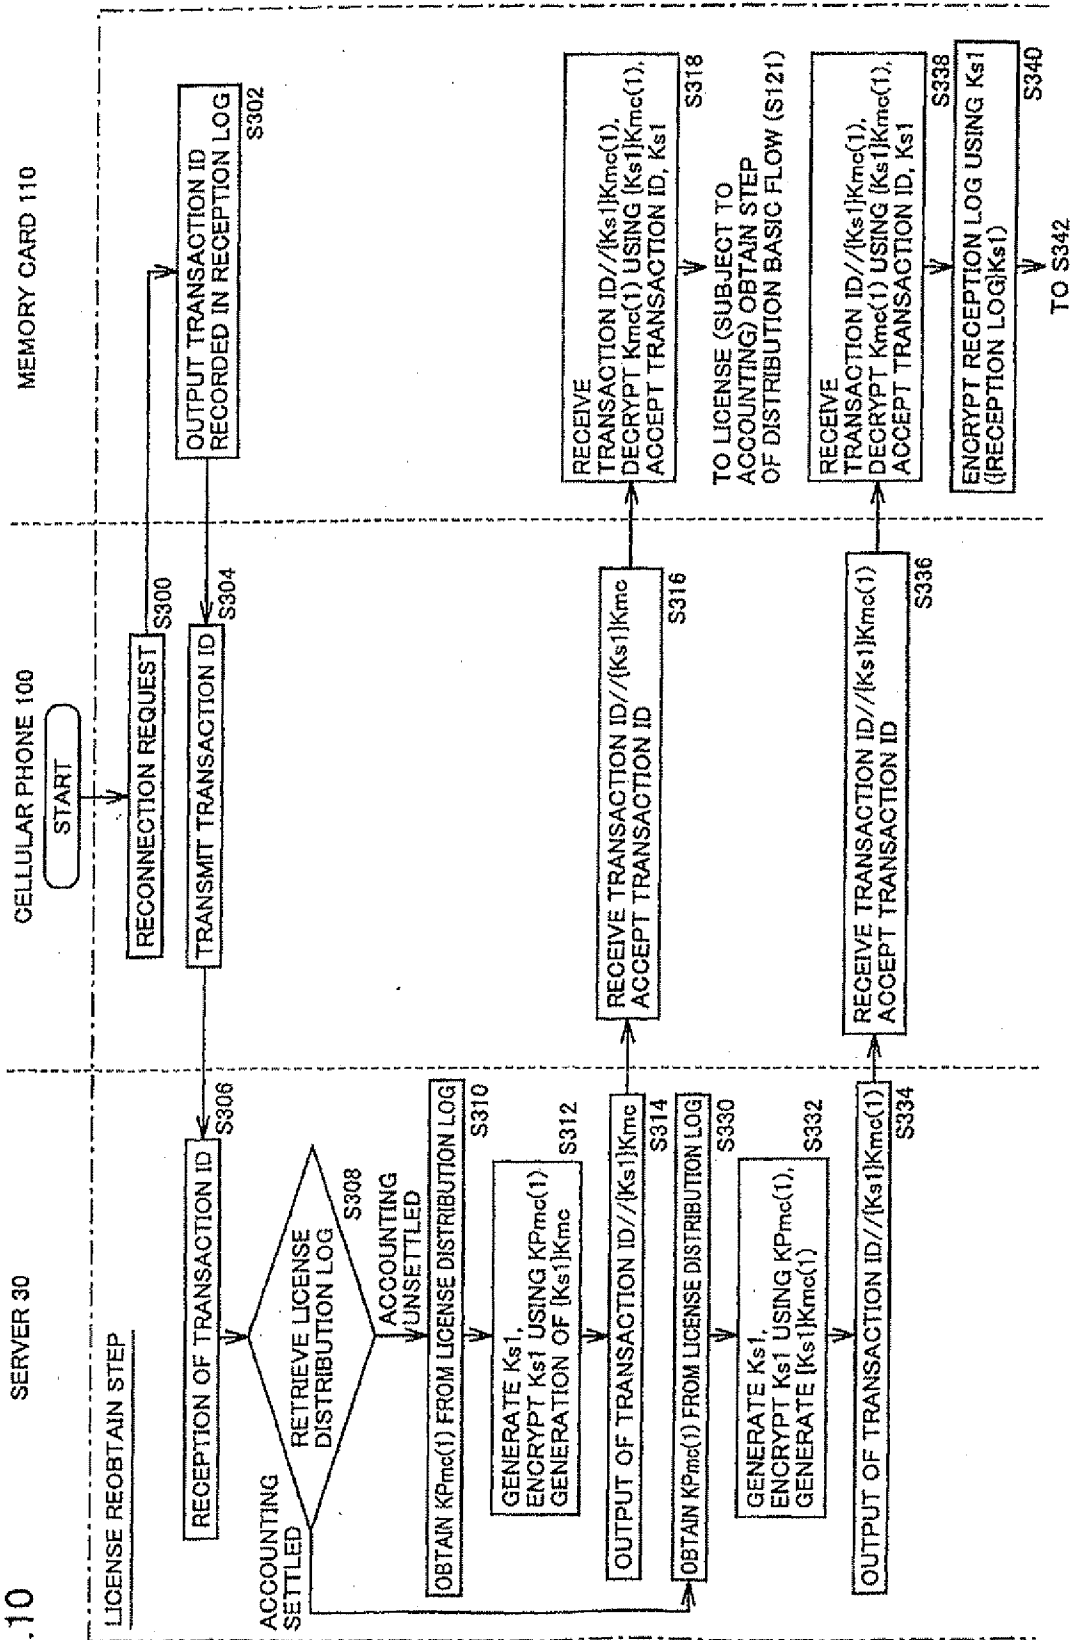 .10
SERVER 30
CELLULAR PHONE 100
MEMORY CARD 110
START
LICENSE REOBTAIN STEP
RECONNECTION REQUEST
S300
OUTPUT TRANSACTION ID
RECORDED IN RECEPTION LOG
S302
TRANSMIT TRANSACTION ID
S304
RECEPTION OF TRANSACTION ID
S306
RETRIEVE LICENSE
DISTRIBUTION LOG
S308
ACCOUNTING
SETTLED
ACCOUNTING
UNSETTLED
OBTAIN KPmc(1) FROM LICENSE DISTRIBUTION LOG
S310
GENERATE Ks1,
ENCRYPT Ks1 USING KPmc(1)
GENERATION OF {Ks1}Kmc
S312
OUTPUT OF TRANSACTION ID//{Ks1}Kmc
S314
RECEIVE TRANSACTION ID//{Ks1}Kmc
ACCEPT TRANSACTION ID
S316
RECEIVE
TRANSACTION ID//{Ks1}Kmc(1),
DECRYPT Kmc(1) USING {Ks1}Kmc(1),
ACCEPT TRANSACTION ID, Ks1
S318
TO LICENSE (SUBJECT TO
ACCOUNTING) OBTAIN STEP
OF DISTRIBUTION BASIC FLOW (S121)
OBTAIN KPmc(1) FROM LICENSE DISTRIBUTION LOG
S330
GENERATE Ks1,
ENCRYPT Ks1 USING KPmc(1),
GENERATE {Ks1}Kmc(1)
S332
OUTPUT OF TRANSACTION ID//{Ks1}Kmc(1)
S334
RECEIVE TRANSACTION ID//{Ks1}Kmc(1)
ACCEPT TRANSACTION ID
S336
RECEIVE
TRANSACTION ID//{Ks1}Kmc(1),
DECRYPT Kmc(1) USING {Ks1}Kmc(1),
ACCEPT TRANSACTION ID, Ks1
S338
ENCRYPT RECEPTION LOG USING Ks1
({RECEPTION LOG}Ks1)
S340
TO S342